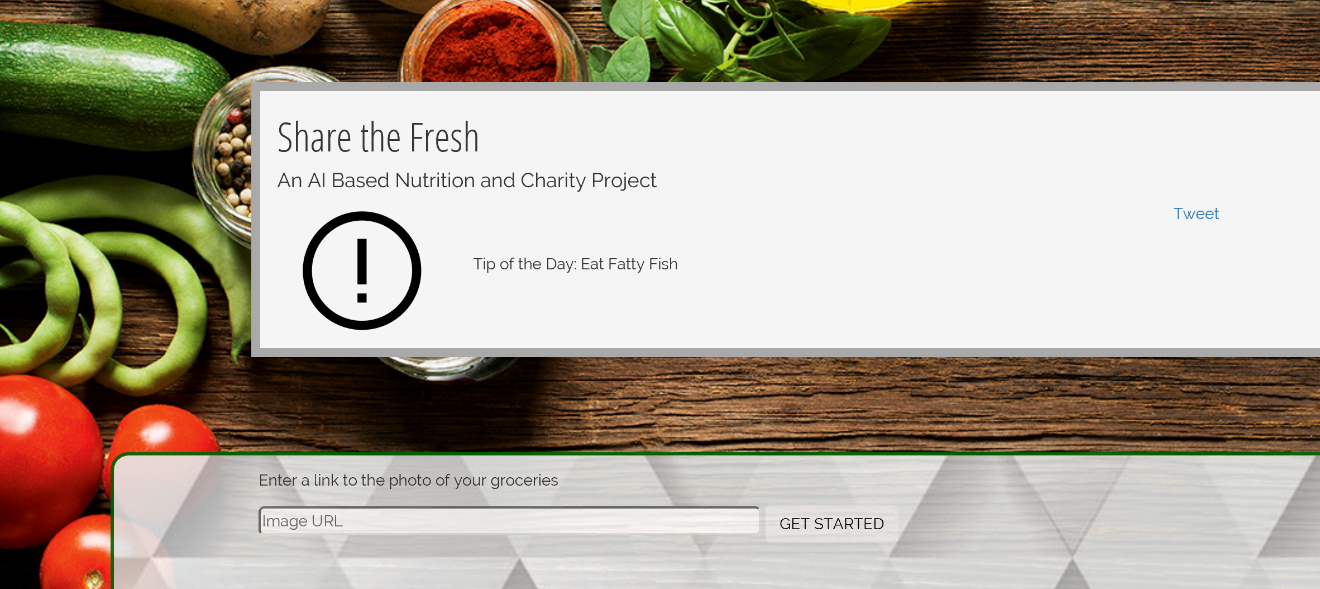 Share the Fresh
An AI Based Nutrition and Charity Project
Tweet
Tip of the Day: Eat Fatty Fish
Enter a link to the photo of your groceries
Image URL
GET STARTED